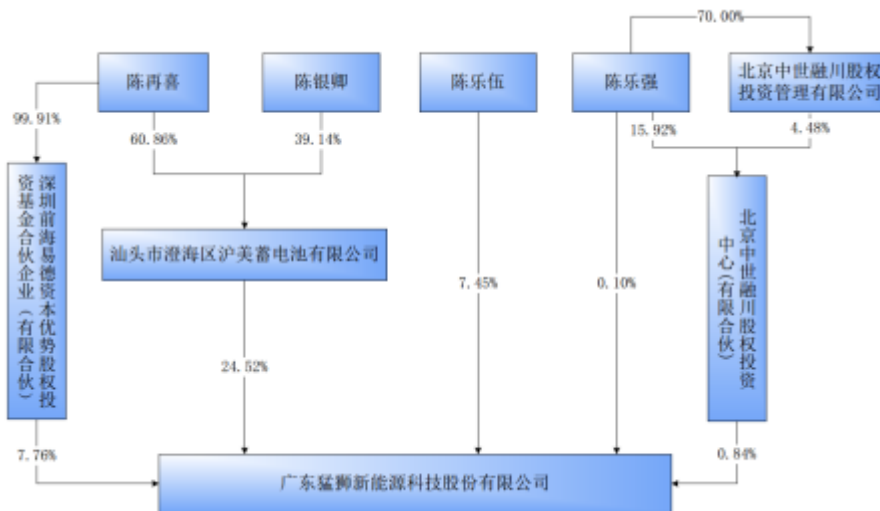 70.00%
陈再喜
陈银卿
陈乐伍
陈乐强
北京中世融川股权
投资管理有限公司
99.91%
60.86%
39.14%
15.92%
4.48%
深圳前海易德资本优势股权投
资基金合伙企业（有限合伙）
汕头市澄海区沪美蓄电池有限公司
北京中世融川股权投资
中心(有限合伙)
7.45%
0.10%
24.52%
7.76%
0.84%
广东猛狮新能源科技股份有限公司